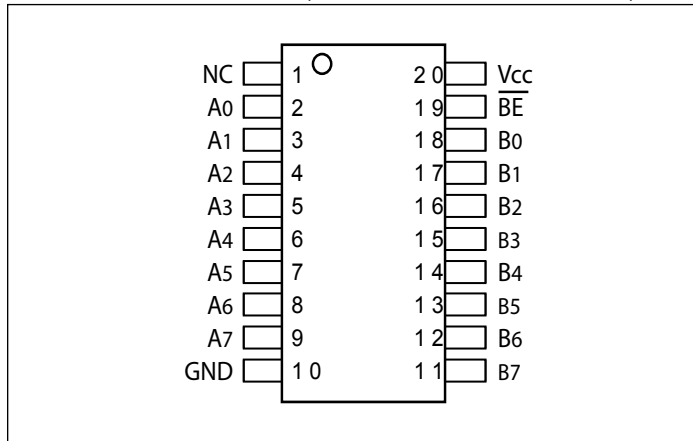 NC 1 20 Vcc
A0 2 19 B̅E̅
A1 3 18 B0
A2 4 17 B1
A3 5 16 B2
A4 6 15 B3
A5 7 14 B4
A6 8 13 B5
A7 9 12 B6
GND 10 11 B7